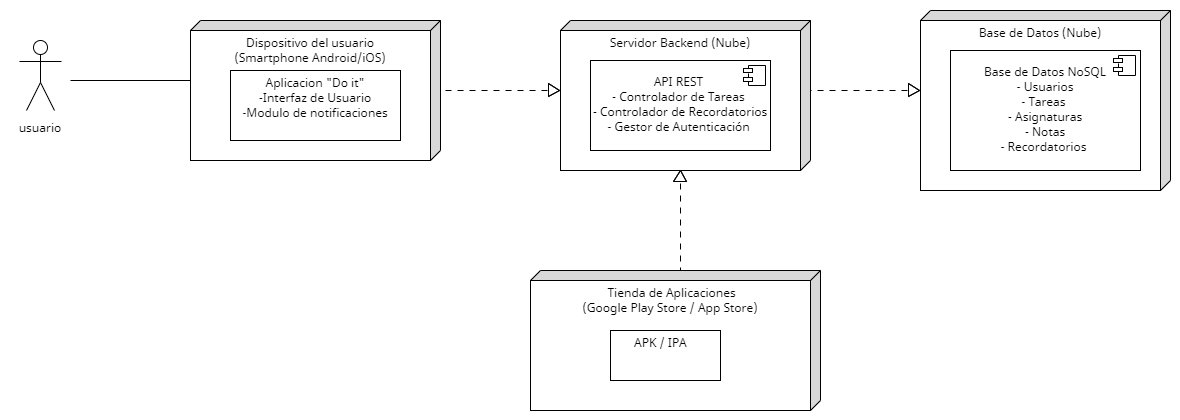 usuario
Dispositivo del usuario
(Smartphone Android/iOS)
Aplicacion "Do it"
-Interfaz de Usuario
-Modulo de notificaciones
Servidor Backend (Nube)
API REST
- Controlador de Tareas
- Controlador de Recordatorios
- Gestor de Autenticación
Base de Datos (Nube)
Base de Datos NoSQL
- Usuarios
- Tareas
- Asignaturas
- Notas
- Recordatorios
Tienda de Aplicaciones
(Google Play Store / App Store)
APK / IPA